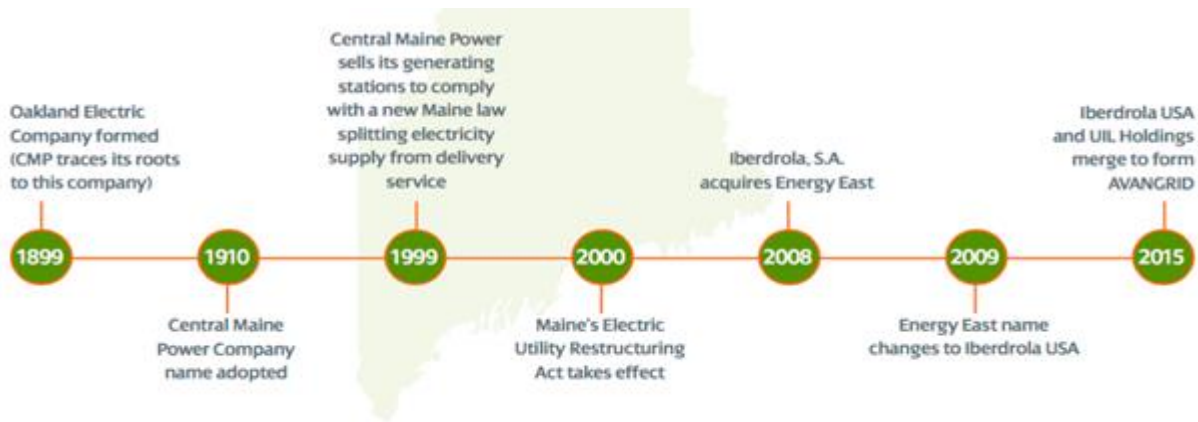 Oakland Electric
Company formed
(CMP traces its roots
to this company)
1899
1910
Central Maine
Power Company
name adopted
Central Maine Power
sells its generating
stations to comply
with a new Maine law
splitting electricity
supply from delivery
service
1999
2000
Maine's Electric
Utility Restructuring
Act takes effect
Iberdrola, S.A.
acquires Energy East
2008
2009
Energy East name
changes to Iberdrola USA
Iberdrola USA
and UIL Holdings
merge to form
AVANGRID
2015